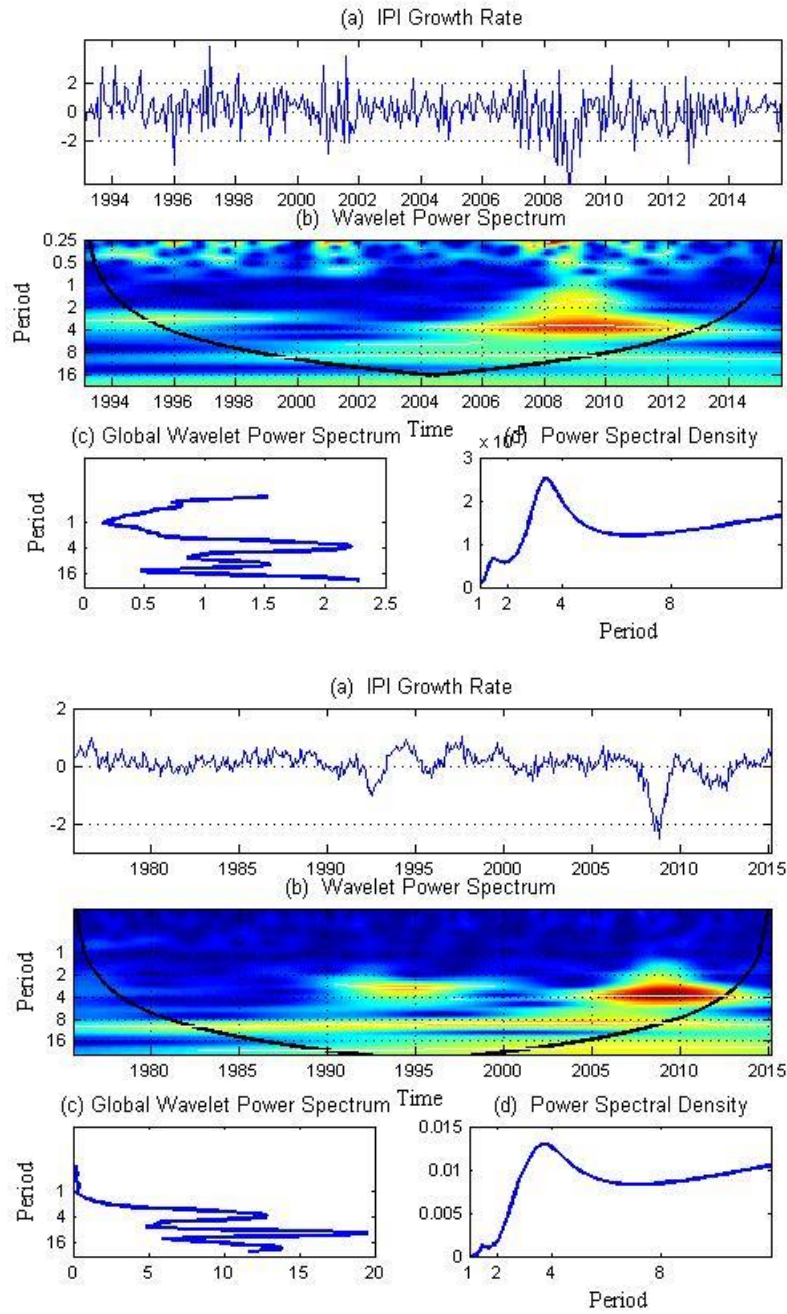 (a) IPI Growth Rate
2
0
-2
1994 1996 1998 2000 2002 2004 2006 2008 2010 2012 2014
(b) Wavelet Power Spectrum
Period
0.25
0.5
1
2
4
8
16
1994 1996 1998 2000 2002 2004 2006 2008 2010 2012 2014
Time
(c) Global Wavelet Power Spectrum
Period
1
4
16
0 0.5 1 1.5 2 2.5
(d) Power Spectral Density
3
2
1
0
1 2 4 8
Period
(a) IPI Growth Rate
2
0
-2
1980 1985 1990 1995 2000 2005 2010 2015
(b) Wavelet Power Spectrum
Period
1
2
4
8
16
1980 1985 1990 1995 2000 2005 2010 2015
Time
(c) Global Wavelet Power Spectrum
Period
1
4
16
0 5 10 15 20
(d) Power Spectral Density
0.015
0.01
0.005
0
1 2 4 8
Period